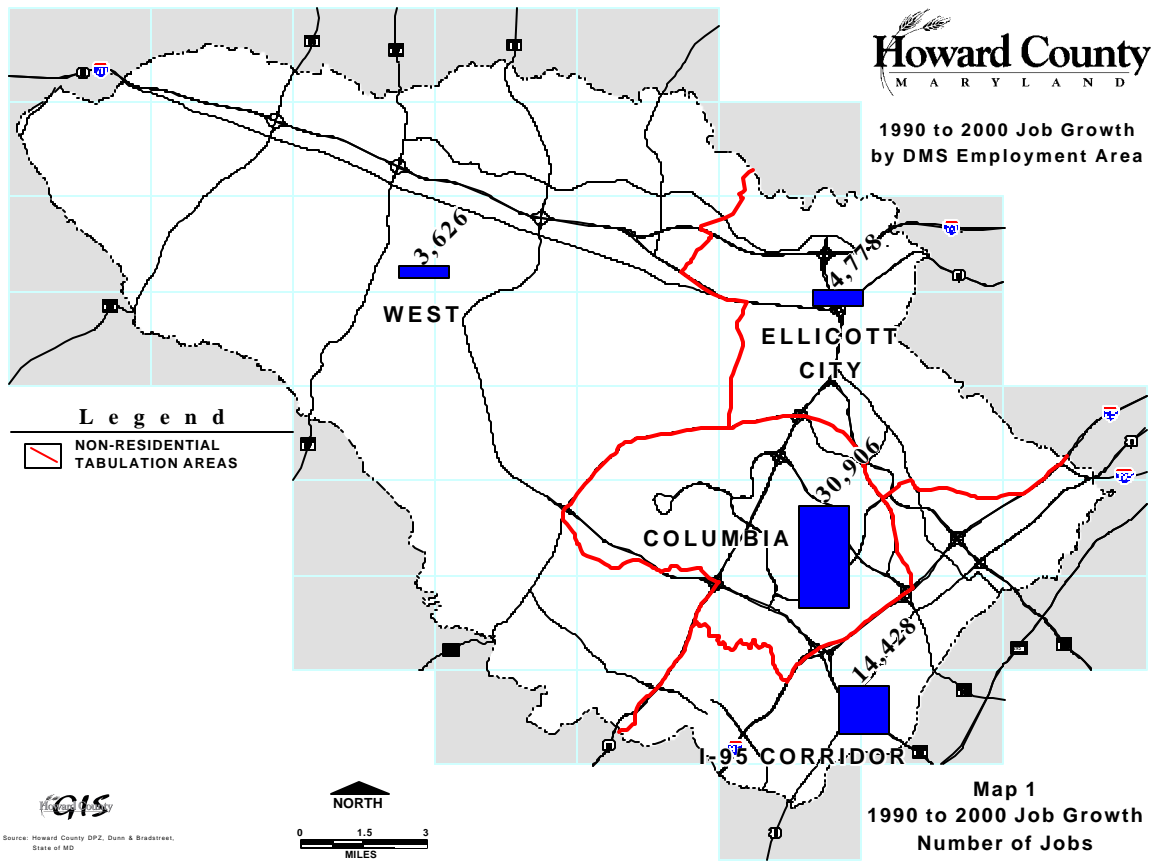 Howard County
MARYLAND
1990 to 2000 Job Growth
by DMS Employment Area
3,626
WEST
4,778
ELLICOTT
CITY
Legend
NON-RESIDENTIAL
TABULATION AREAS
30,906
COLUMBIA
14,428
I-95 CORRIDOR
Map 1
1990 to 2000 Job Growth
Number of Jobs
Howard County
GIS
Source: Howard County DPZ, Dunn & Bradstreet,
State of MD
NORTH
0 1.5 3
MILES